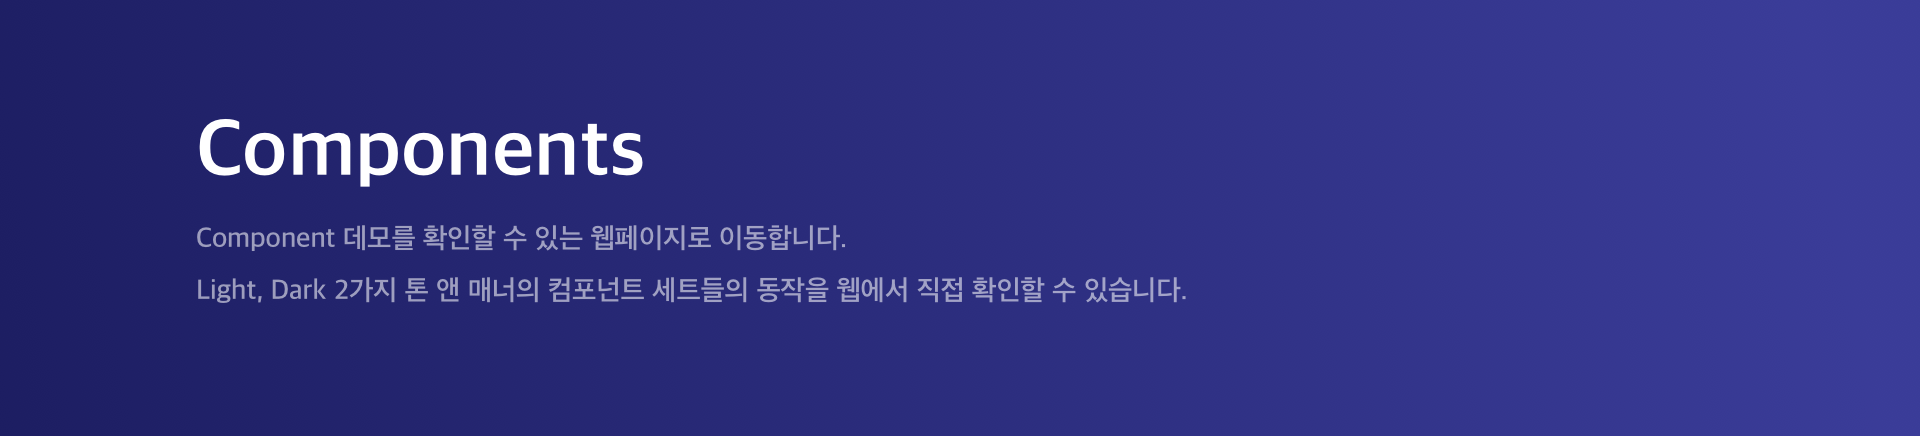 Components
Component 데모를 확인할 수 있는 웹페이지로 이동합니다.
Light, Dark 2가지 톤 앤 매너의 컴포넌트 세트들의 동작을 웹에서 직접 확인할 수 있습니다.